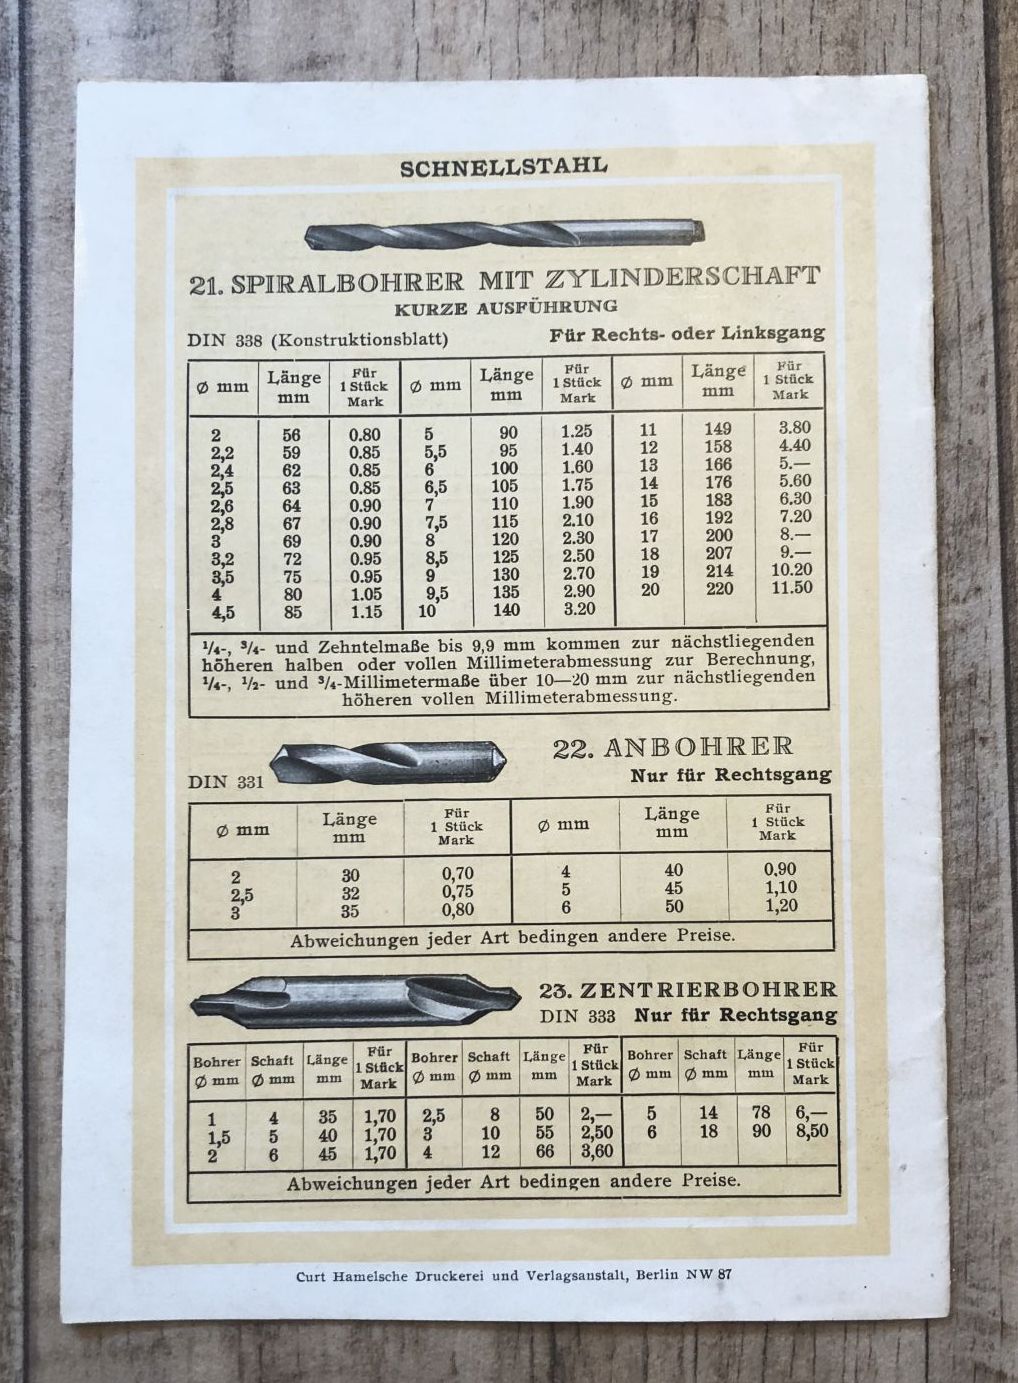 SCHNELLSTAHL
21. SPIRALBOHRER MIT ZYLINDERSCHAFT
KURZE AUSFÜHRUNG
DIN 338 (Konstruktionsblatt) Für Rechts- oder Linksgang
∅ mm Länge mm Für 1 Stück Mark ∅ mm Länge mm Für 1 Stück Mark ∅ mm Länge mm Für 1 Stück Mark
2 56 0.80 5 90 1.25 11 149 3.80
2,2 59 0.85 5,5 95 1.40 12 158 4.40
2,4 62 0.85 6 100 1.60 13 166 5.—
2,5 63 0.85 6,5 105 1.75 14 176 5.60
2,6 64 0.90 7 110 1.90 15 183 6.30
2,8 67 0.90 7,5 115 2.10 16 192 7.20
3 69 0.90 8 120 2.30 17 200 8.—
3,2 72 0.95 8,5 125 2.50 18 207 9.—
3,5 75 0.95 9 130 2.70 19 214 10.20
4 80 1.05 9,5 135 2.90 20 220 11.50
4,5 85 1.15 10 140 3.20
¹/₄-, ³/₄- und Zehntelmaße bis 9,9 mm kommen zur nächstliegenden
höheren halben oder vollen Millimeterabmessung zur Berechnung,
¹/₄-, ¹/₂- und ³/₄-Millimetermaße über 10—20 mm zur nächstliegenden
höheren vollen Millimeterabmessung.
22. ANBOHRER
DIN 331 Nur für Rechtsgang
∅ mm Länge mm Für 1 Stück Mark ∅ mm Länge mm Für 1 Stück Mark
2 30 0,70 4 40 0,90
2,5 32 0,75 5 45 1,10
3 35 0,80 6 50 1,20
Abweichungen jeder Art bedingen andere Preise.
23. ZENTRIERBOHRER
DIN 333 Nur für Rechtsgang
Bohrer ∅ mm Schaft ∅ mm Länge mm Für 1 Stück Mark Bohrer ∅ mm Schaft ∅ mm Länge mm Für 1 Stück Mark Bohrer ∅ mm Schaft ∅ mm Länge mm Für 1 Stück Mark
1 4 35 1,70 2,5 8 50 2,— 5 14 78 6,—
1,5 5 40 1,70 3 10 55 2,50 6 18 90 8,50
2 6 45 1,70 4 12 66 3,60
Abweichungen jeder Art bedingen andere Preise.
Curt Hamelsche Druckerei und Verlagsanstalt, Berlin NW 87